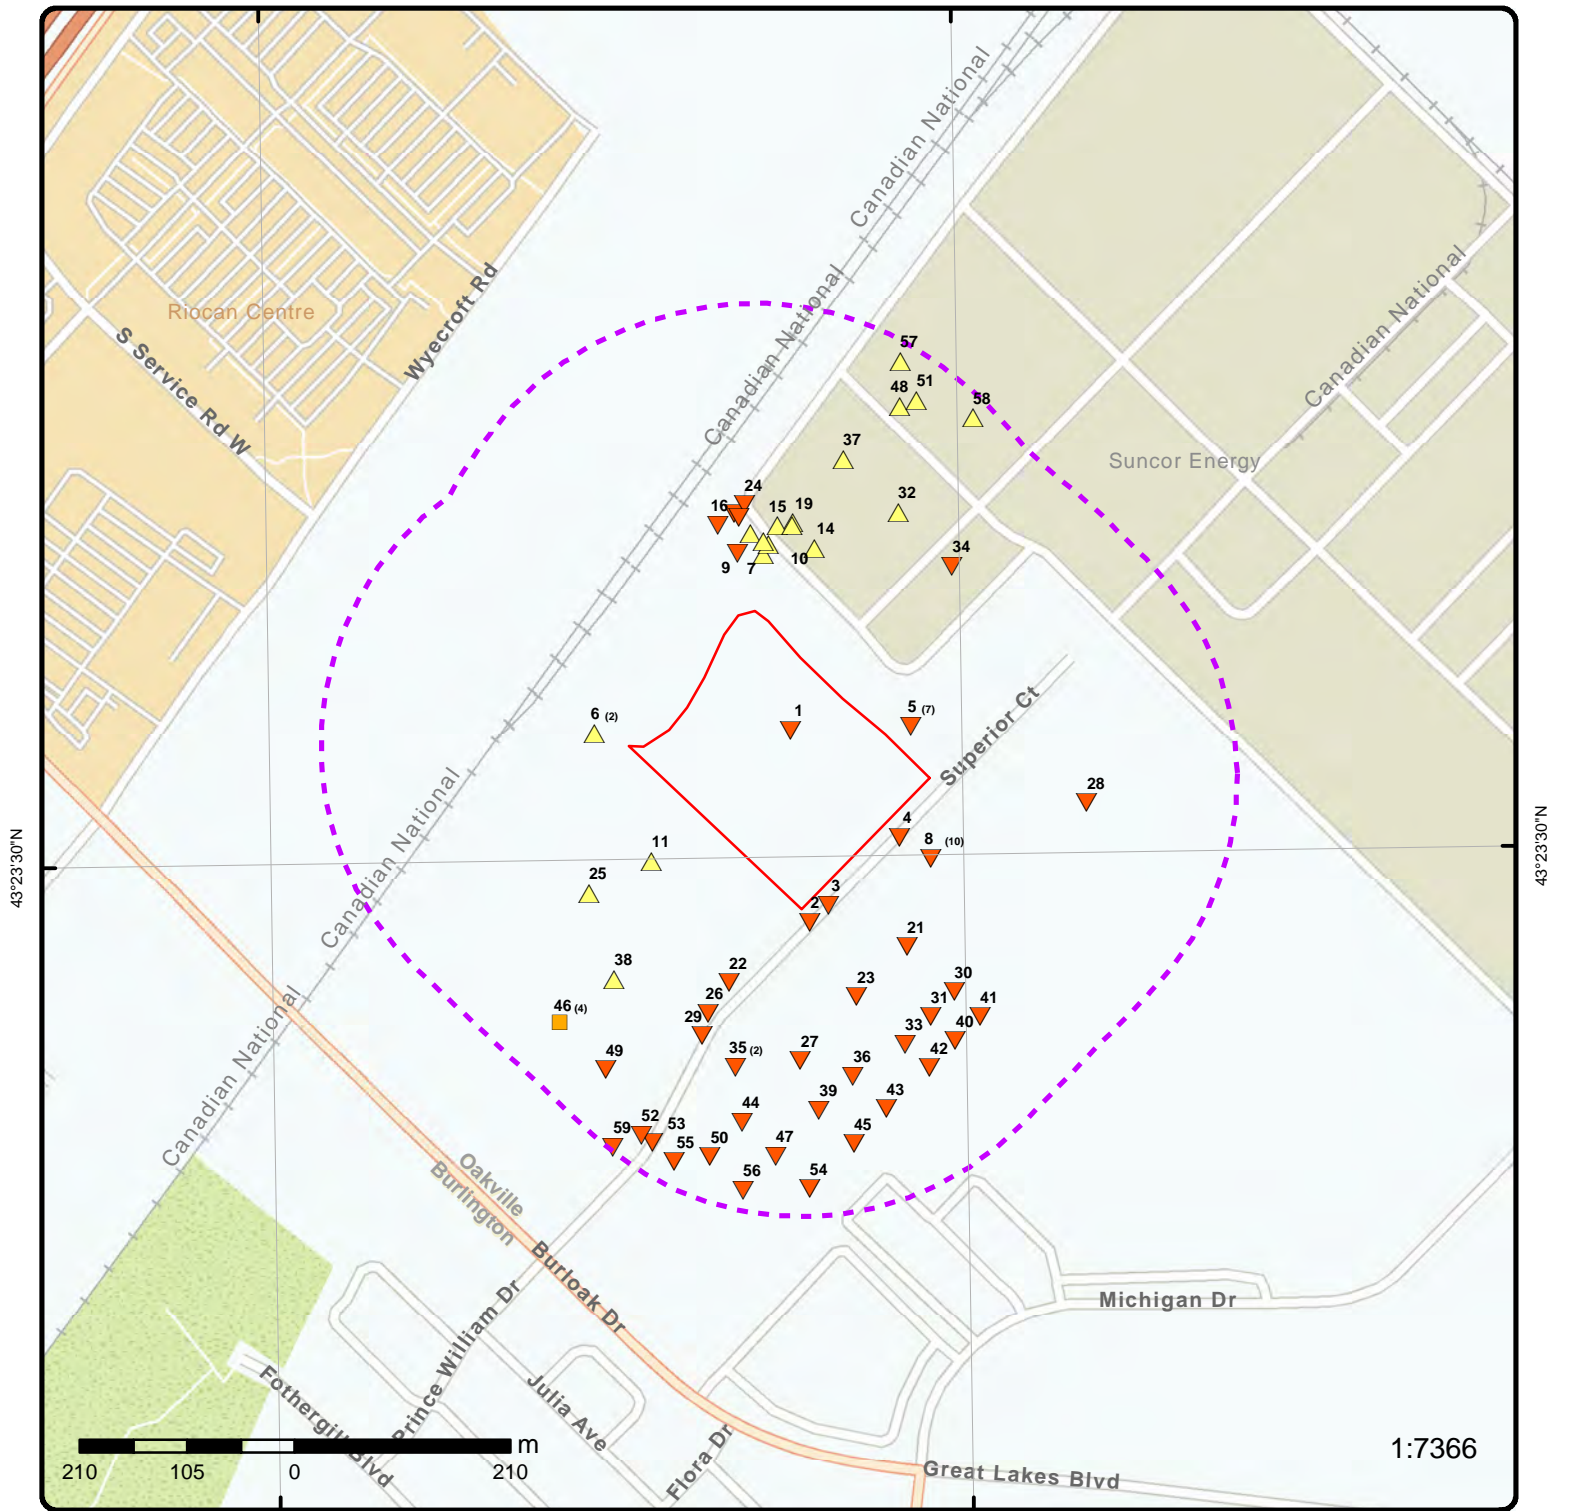 Canadian National
Riocan Centre
Wyecroft Rd
S Service Rd W
Canadian National
Canadian National
Suncor Energy
57
48
51
58
37
32
24
16
15
19
14
10
9
7
34
Canadian National
Canadian National
Canadian National
1
5 (7)
6 (2)
Superior Ct
28
4
8 (10)
11
25
3
2
21
22
23
30
31
41
26
29
38
46 (4)
33
40
49
35 (2)
27
36
42
39
43
44
45
59
52
53
55
50
47
56
54
43°23'30"N
43°23'30"N
Oakville
Burlington
Burloak Dr
Prince William Dr
Julia Ave
Flora Dr
Fothergill Blvd
Michigan Dr
Great Lakes Blvd
m
210
105
0
210
1:7366